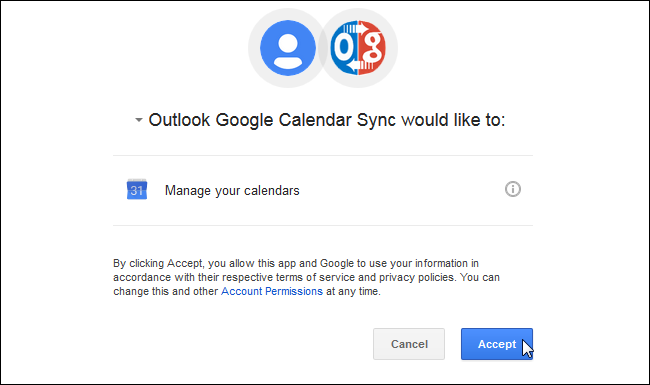 O g
Outlook Google Calendar Sync would like to:
31 Manage your calendars
By clicking Accept, you allow this app and Google to use your information in
accordance with their respective terms of service and privacy policies. You can
change this and other Account Permissions at any time.
Cancel Accept